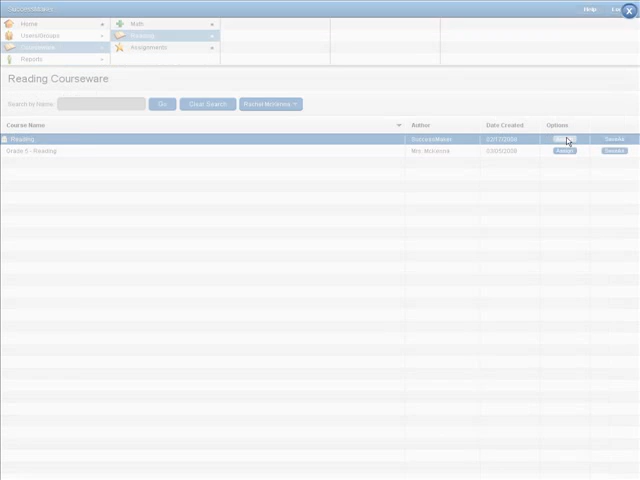 SuccessMaker Help
Home Math
Users/Groups Reading
Courseware Assignments
Reports
Reading Courseware
Search by Name: Go Clear Search Rachel McKenna
Course Name Author Date Created Options
Reading SuccessMaker 02/17/2008 SaveAs
Grade 5 - Reading Mrs. McKenna 03/05/2008 Assign SaveAs